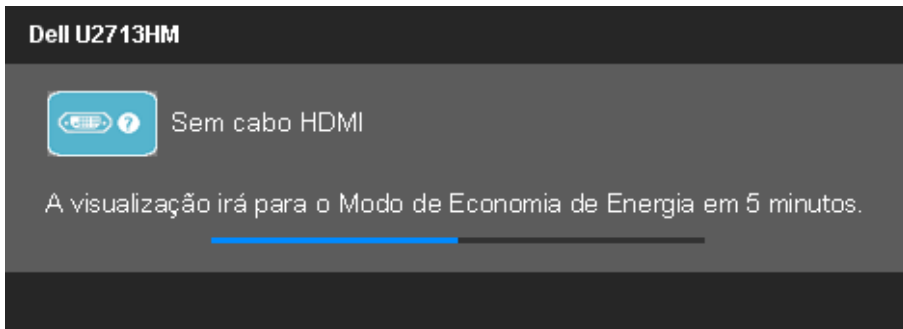 Dell U2713HM
?
Sem cabo HDMI
A visualização irá para o Modo de Economia de Energia em 5 minutos.